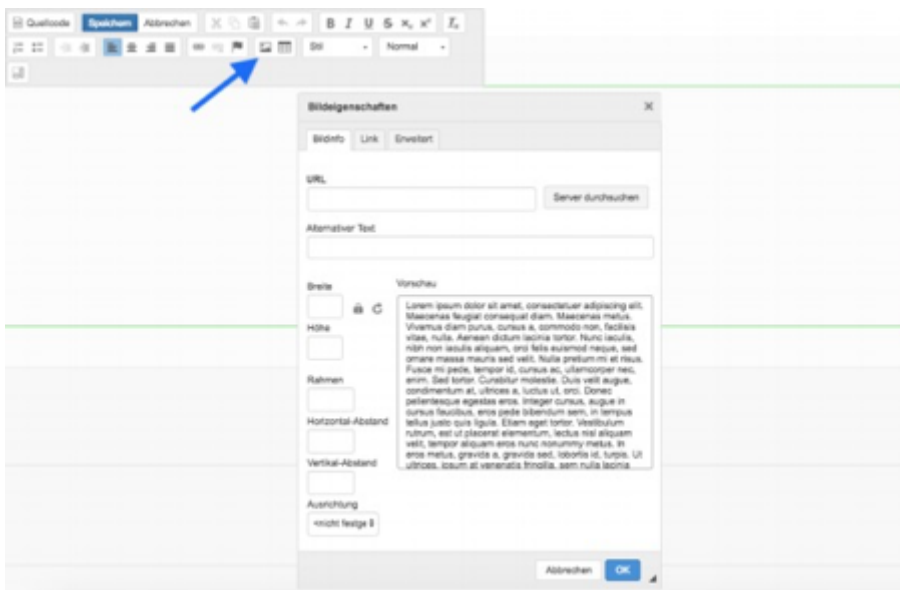 Quellcode Speichern Abbrechen B I U S x₂ x² Tx
Stil Normal
Bildeigenschaften
Bildinfo Link Erweitert
URL
Server durchsuchen
Alternativer Text
Breite Vorschau
Höhe
Rahmen
Horizontal-Abstand
Vertikal-Abstand
Ausrichtung
<nicht festge
Lorem ipsum dolor sit amet, consectetuer adipiscing elit.
Maecenas feugiat consequat diam. Maecenas metus.
Vivamus diam purus, cursus a, commodo non, facilisis
vitae, nulla. Aenean dictum lacinia tortor. Nunc iaculis,
nibh non iaculis aliquam, orci felis euismod neque, sed
ornare massa mauris sed velit. Nulla pretium mi et risus.
Fusce mi pede, tempor id, cursus ac, ullamcorper nec,
enim. Sed tortor. Curabitur molestie. Duis velit augue,
condimentum at, ultrices a, luctus ut, orci. Donec
pellentesque egestas eros. Integer cursus, augue in
cursus faucibus, eros pede bibendum sem, in tempus
tellus justo quis ligula. Etiam eget tortor. Vestibulum
rutrum, est ut placerat elementum, lectus nisl aliquam
velit, tempor aliquam eros nunc nonummy metus. In
eros metus, gravida a, gravida sed, lobortis id, turpis. Ut
ultrices, ipsum at venenatis fringilla, sem nulla lacinia
Abbrechen OK